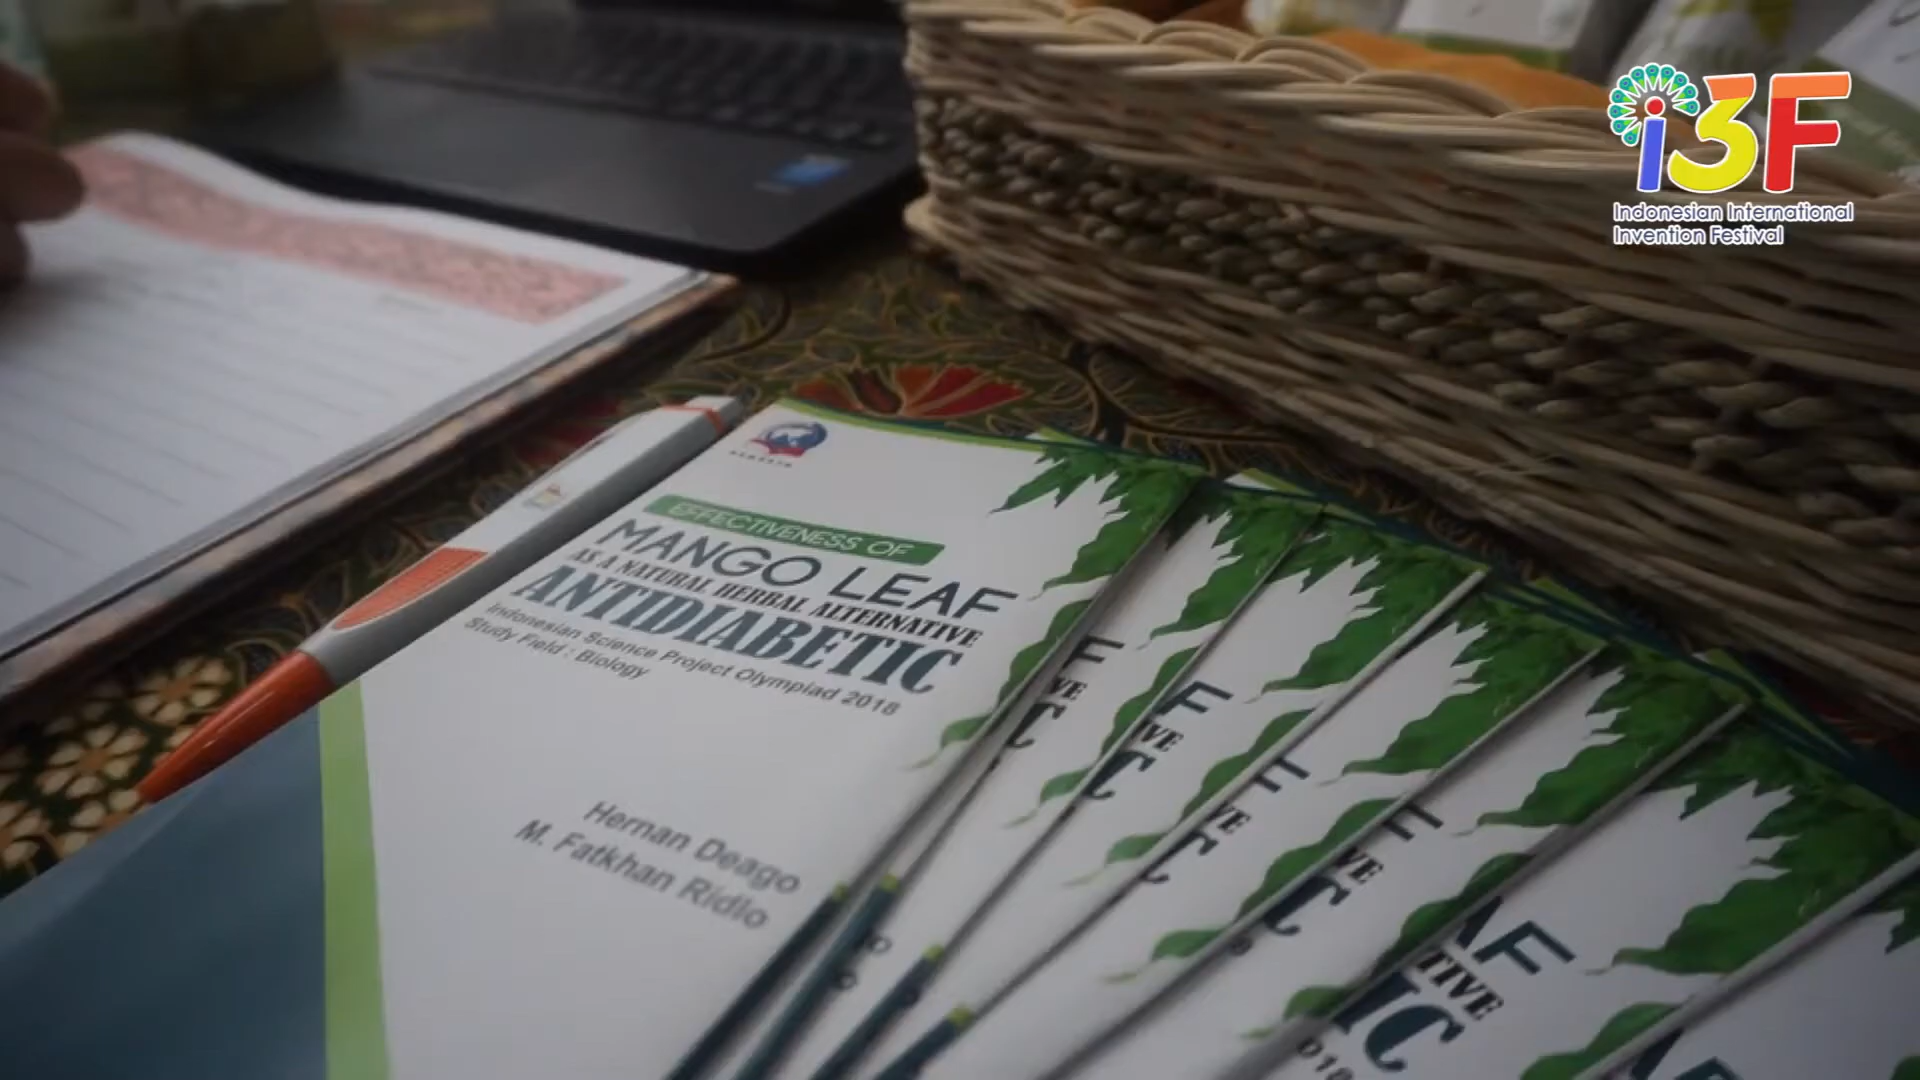 i3F
Indonesian International
Invention Festival
EFFECTIVENESS OF
MANGO LEAF
AS A NATURAL HERBAL ALTERNATIVE
ANTIDIABETIC
Indonesian Science Project Olympiad 2018
Study Field : Biology
Hernan Deago
M. Fatkhan Ridlo